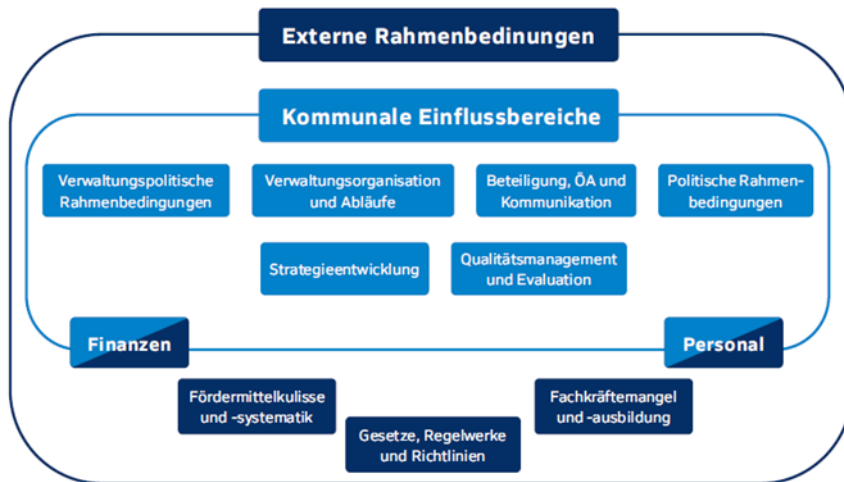 Externe Rahmenbedinungen
Kommunale Einflussbereiche
Verwaltungspolitische
Rahmenbedingungen
Verwaltungsorganisation
und Abläufe
Beteiligung, ÖA und
Kommunikation
Politische Rahmen-
bedingungen
Strategieentwicklung
Qualitätsmanagement
und Evaluation
Finanzen
Personal
Fördermittelkulisse
und -systematik
Fachkräftemangel
und -ausbildung
Gesetze, Regelwerke
und Richtlinien